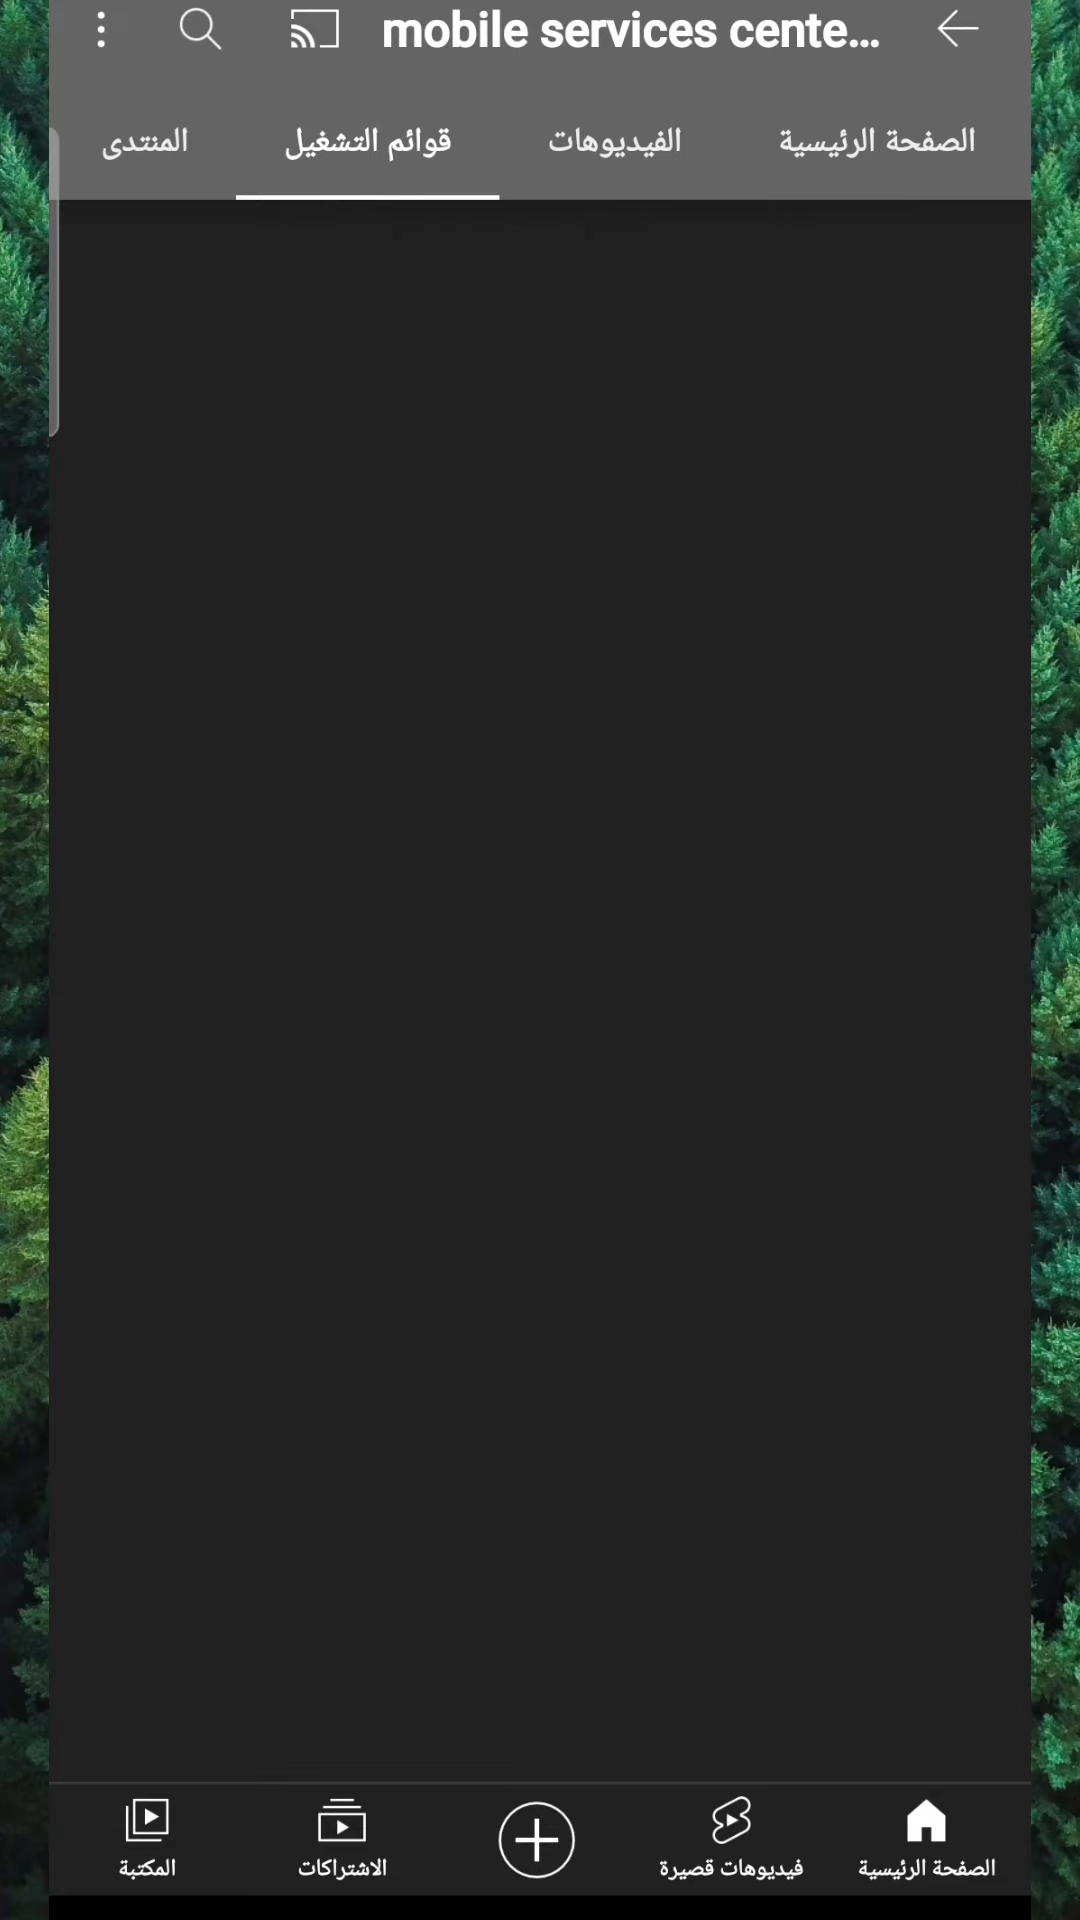 mobile services cente...
الصفحة الرئيسية
الفيديوهات
قوائم التشغيل
المنتدى
الصفحة الرئيسية
فيديوهات قصيرة
الاشتراكات
المكتبة